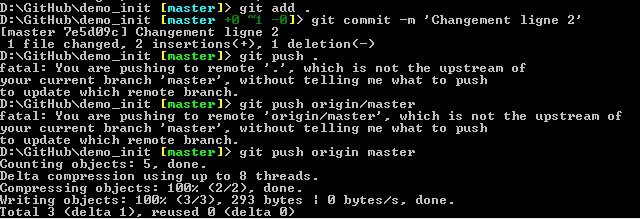 D:\GitHub\demo_init [master]> git add .
D:\GitHub\demo_init [master +0 ~1 -0]> git commit -m 'Changement ligne 2'
[master 7e5d09c] Changement ligne 2
 1 file changed, 2 insertions(+), 1 deletion(-)
D:\GitHub\demo_init [master]> git push .
fatal: You are pushing to remote '.', which is not the upstream of
your current branch 'master', without telling me what to push
to update which remote branch.
D:\GitHub\demo_init [master]> git push origin/master
fatal: You are pushing to remote 'origin/master', which is not the upstream of
your current branch 'master', without telling me what to push
to update which remote branch.
D:\GitHub\demo_init [master]> git push origin master
Counting objects: 5, done.
Delta compression using up to 8 threads.
Compressing objects: 100% (2/2), done.
Writing objects: 100% (3/3), 293 bytes | 0 bytes/s, done.
Total 3 (delta 1), reused 0 (delta 0)